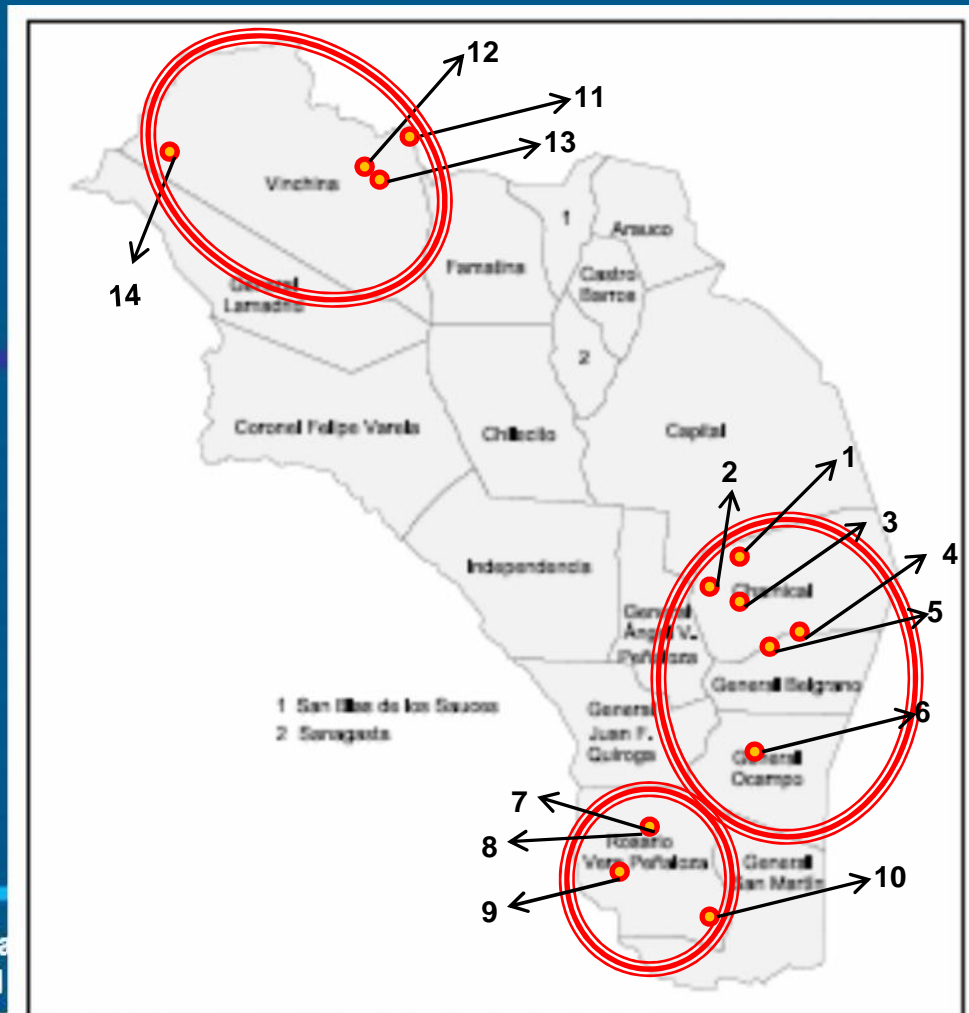 12
11
13
Vinchina
14
1
Arauco
Famatina
Castro
Barros
General
Lamadrid
2
Coronel Felipe Varela
Chilecito
Capital
2
1
3
4
5
Independencia
Chamical
General
Ángel V.
Peñaloza
General Belgrano
1 San Blas de los Sauces
2 Sanagasta
General
Juan F.
Quiroga
6
General
Ocampo
7
8
Rosario
Vera Peñaloza
General
San Martín
9
10